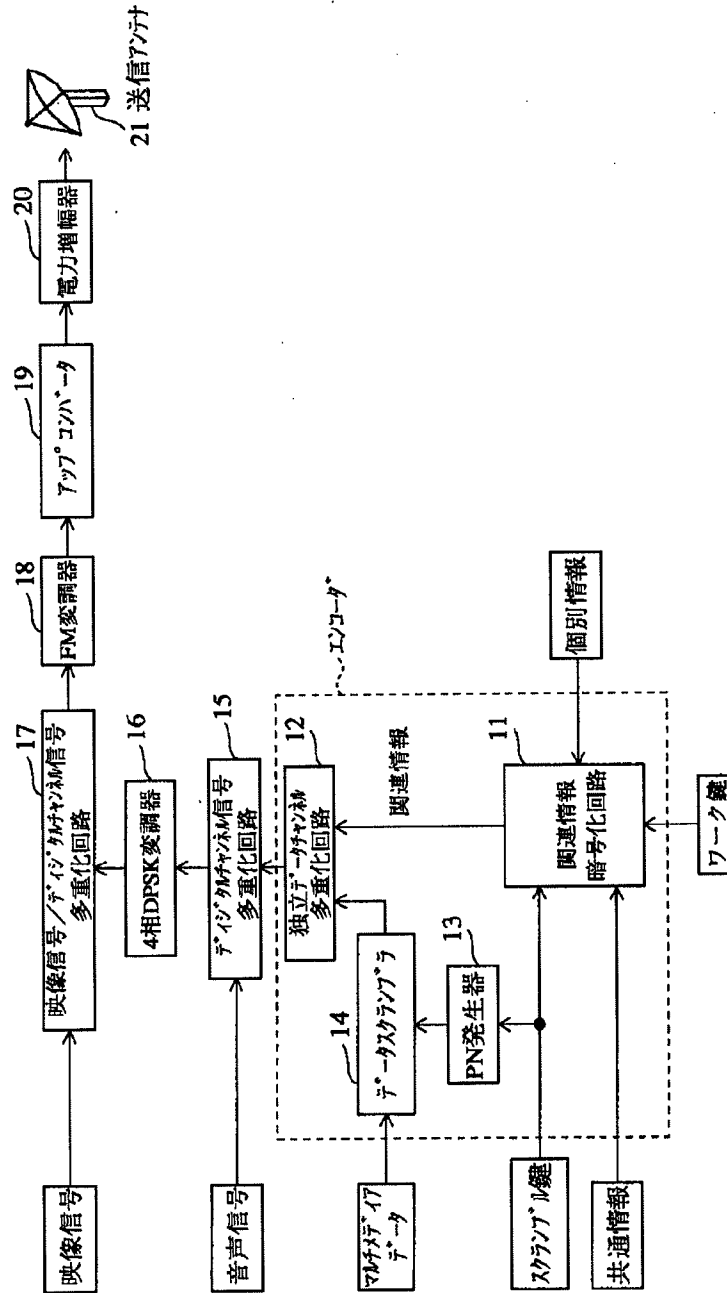 映像信号
17
映像信号/ディジタルチャンネル信号
多重化回路
18
FM変調器
19
アップコンバータ
20
電力増幅器
21 送信アンテナ
16
4相DPSK変調器
音声信号
15
ディジタルチャンネル信号
多重化回路
エンコーダ
12
独立データチャンネル
多重化回路
関連情報
マルチメディア
データ
14
データスクランブラ
13
PN発生器
11
関連情報
暗号化回路
個別情報
スクランブル鍵
共通情報
ワーク鍵